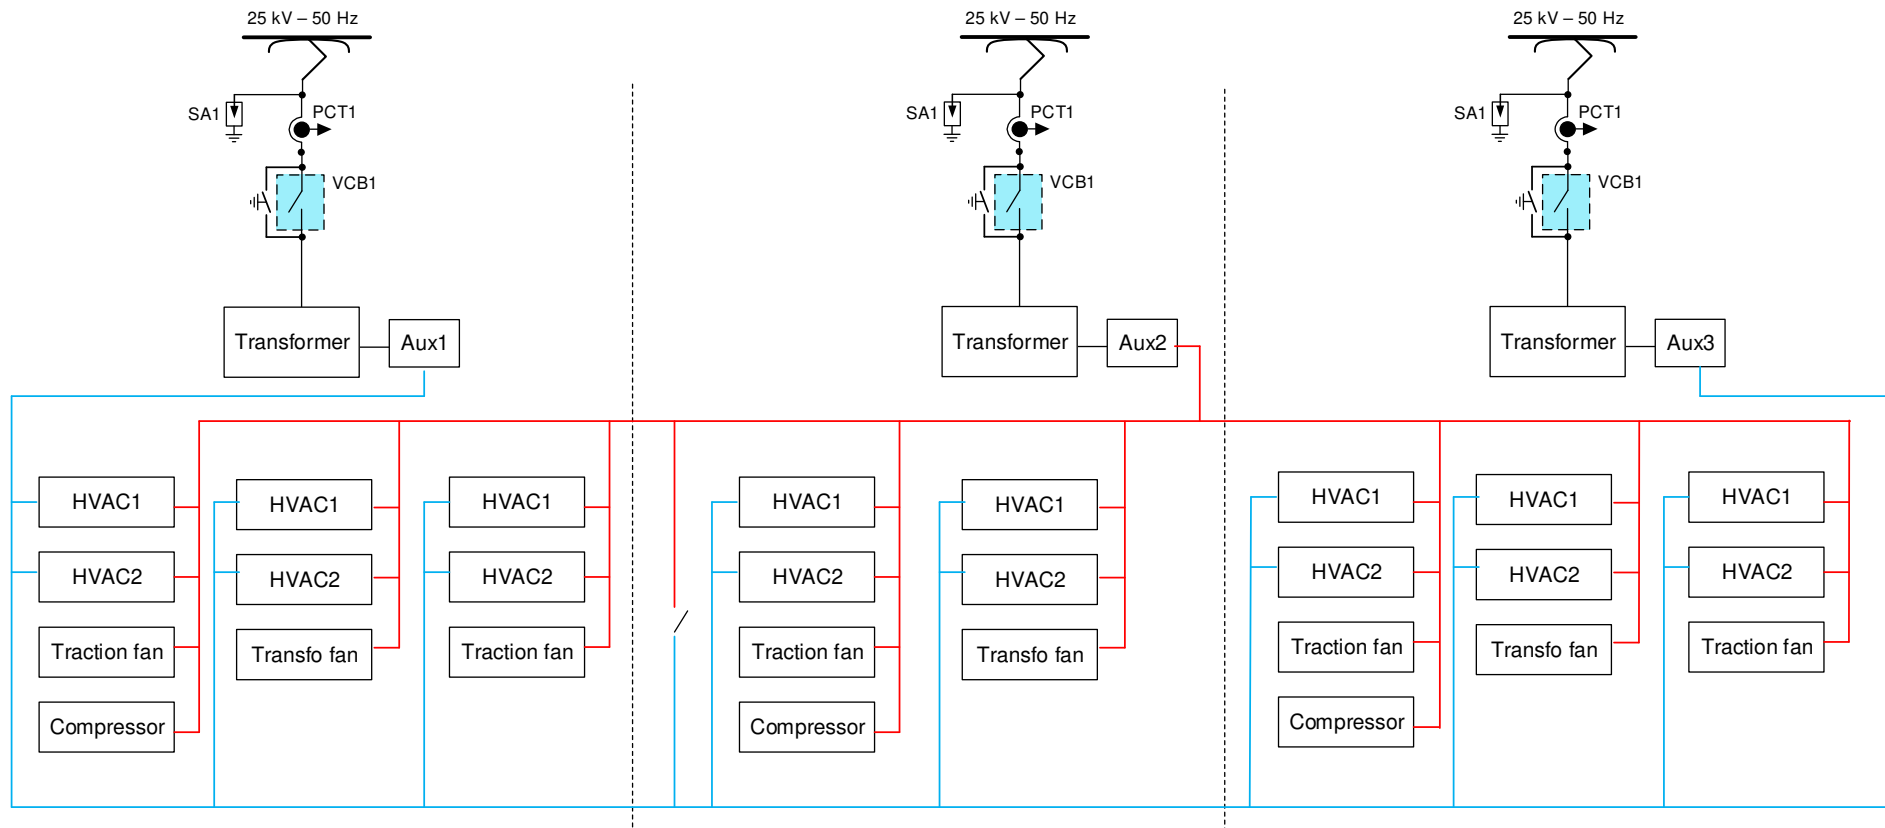 25 kV – 50 Hz
25 kV – 50 Hz
25 kV – 50 Hz
SA1
PCT1
SA1
PCT1
SA1
PCT1
VCB1
VCB1
VCB1
Transformer
Aux1
Transformer
Aux2
Transformer
Aux3
HVAC1
HVAC1
HVAC1
HVAC1
HVAC1
HVAC1
HVAC1
HVAC1
HVAC2
HVAC2
HVAC2
HVAC2
HVAC2
HVAC2
HVAC2
HVAC2
Traction fan
Transfo fan
Traction fan
Traction fan
Transfo fan
Traction fan
Transfo fan
Traction fan
Compressor
Compressor
Compressor